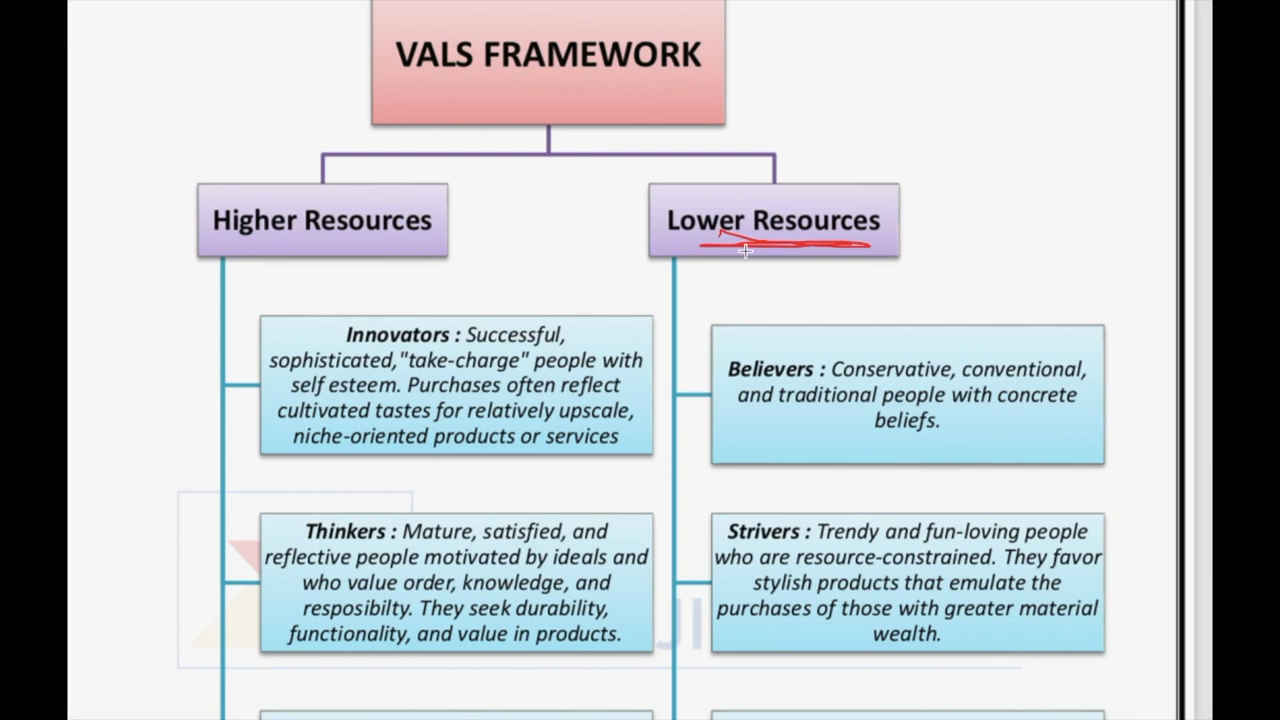 VALS FRAMEWORK
Higher Resources
Lower Resources
Innovators : Successful,
sophisticated,"take-charge" people with
self esteem. Purchases often reflect
cultivated tastes for relatively upscale,
niche-oriented products or services
Believers : Conservative, conventional,
and traditional people with concrete
beliefs.
Thinkers : Mature, satisfied, and
reflective people motivated by ideals and
who value order, knowledge, and
resposibilty. They seek durability,
functionality, and value in products.
Strivers : Trendy and fun-loving people
who are resource-constrained. They favor
stylish products that emulate the
purchases of those with greater material
wealth.